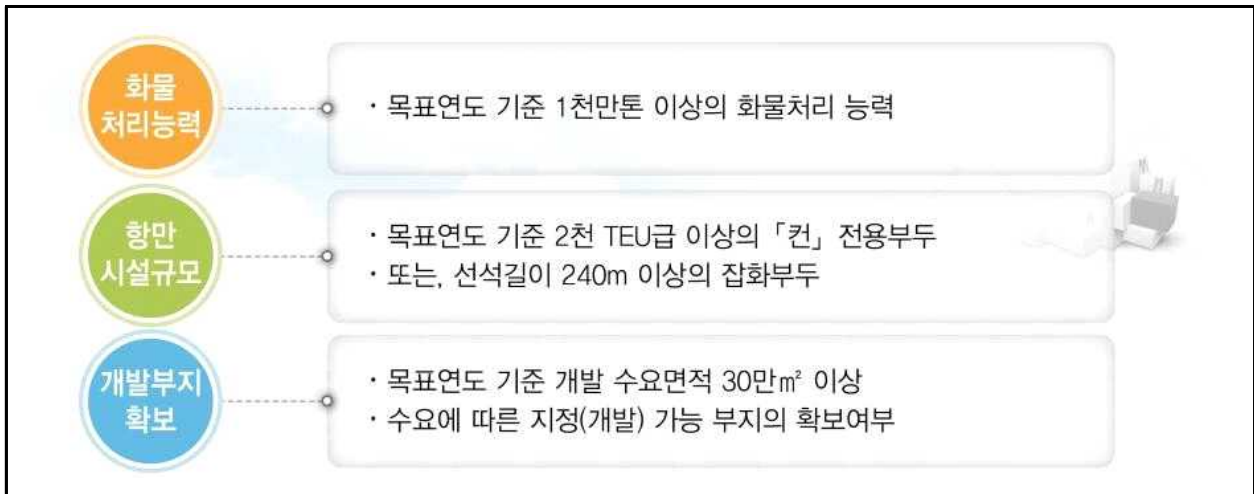 화물
처리능력
· 목표연도 기준 1천만톤 이상의 화물처리 능력
항만
시설규모
· 목표연도 기준 2천 TEU급 이상의 「컨」 전용부두
· 또는, 선석길이 240m 이상의 잡화부두
개발부지
확보
· 목표연도 기준 개발 수요면적 30만㎡ 이상
· 수요에 따른 지정(개발) 가능 부지의 확보여부